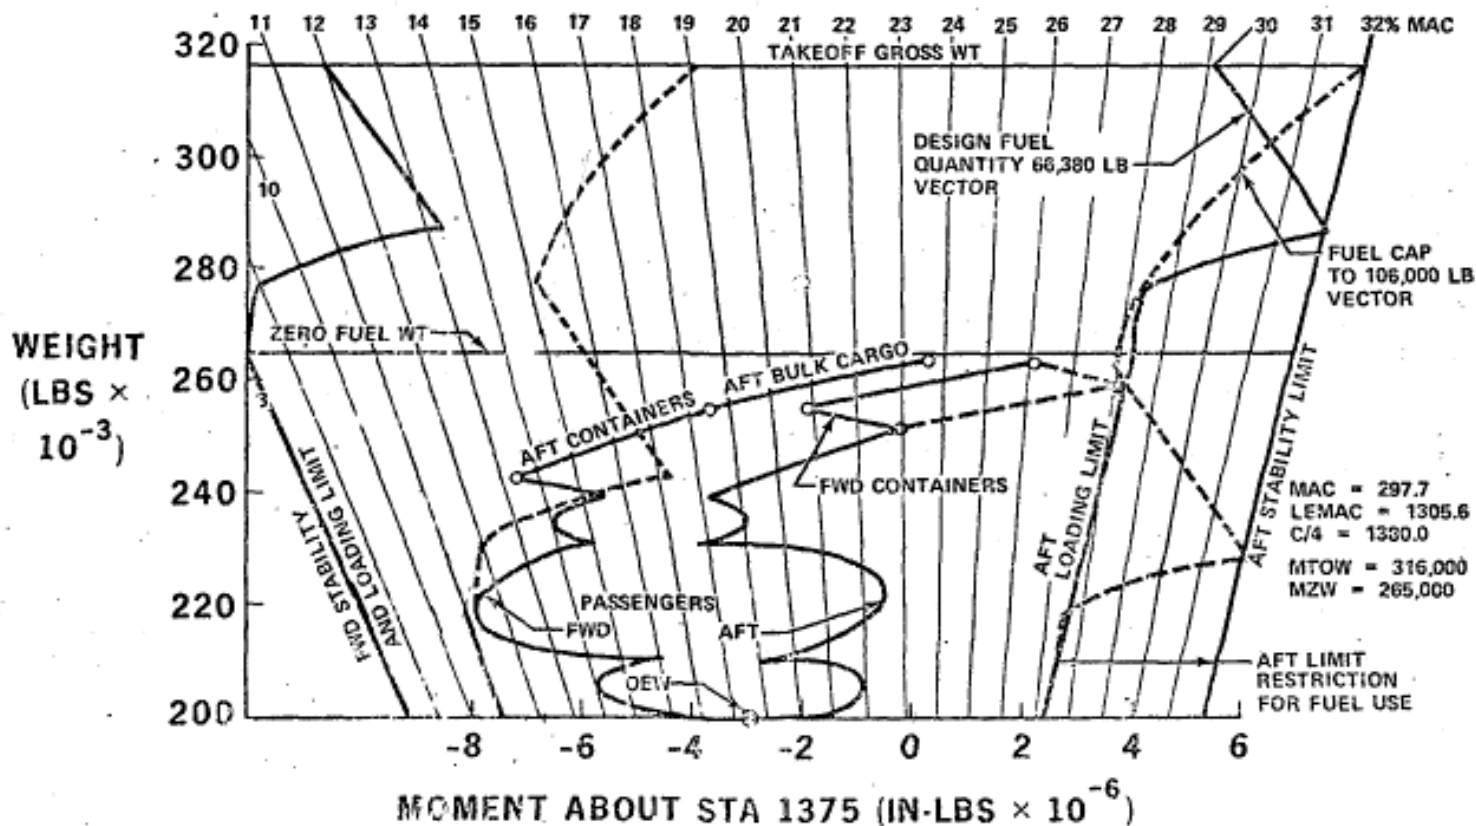 11 12 13 14 15 16 17 18 19 20 21 22 23 24 25 26 27 28 29 30 31 32% MAC
TAKEOFF GROSS WT
320
300
280
260
240
220
200
WEIGHT
(LBS ×
10⁻³)
10
DESIGN FUEL
QUANTITY 66,380 LB
VECTOR
FUEL CAP
TO 106,000 LB
VECTOR
ZERO FUEL WT
AFT BULK CARGO
AFT CONTAINERS
FWD CONTAINERS
FWD STABILITY
AND LOADING LIMIT
AFT
LOADING LIMIT
AFT STABILITY LIMIT
MAC = 297.7
LEMAC = 1305.6
C/4 = 1380.0
MTOW = 316,000
MZW = 265,000
PASSENGERS
FWD
AFT
OEW
AFT LIMIT
RESTRICTION
FOR FUEL USE
-8 -6 -4 -2 0 2 4 6
MOMENT ABOUT STA 1375 (IN-LBS × 10⁻⁶)